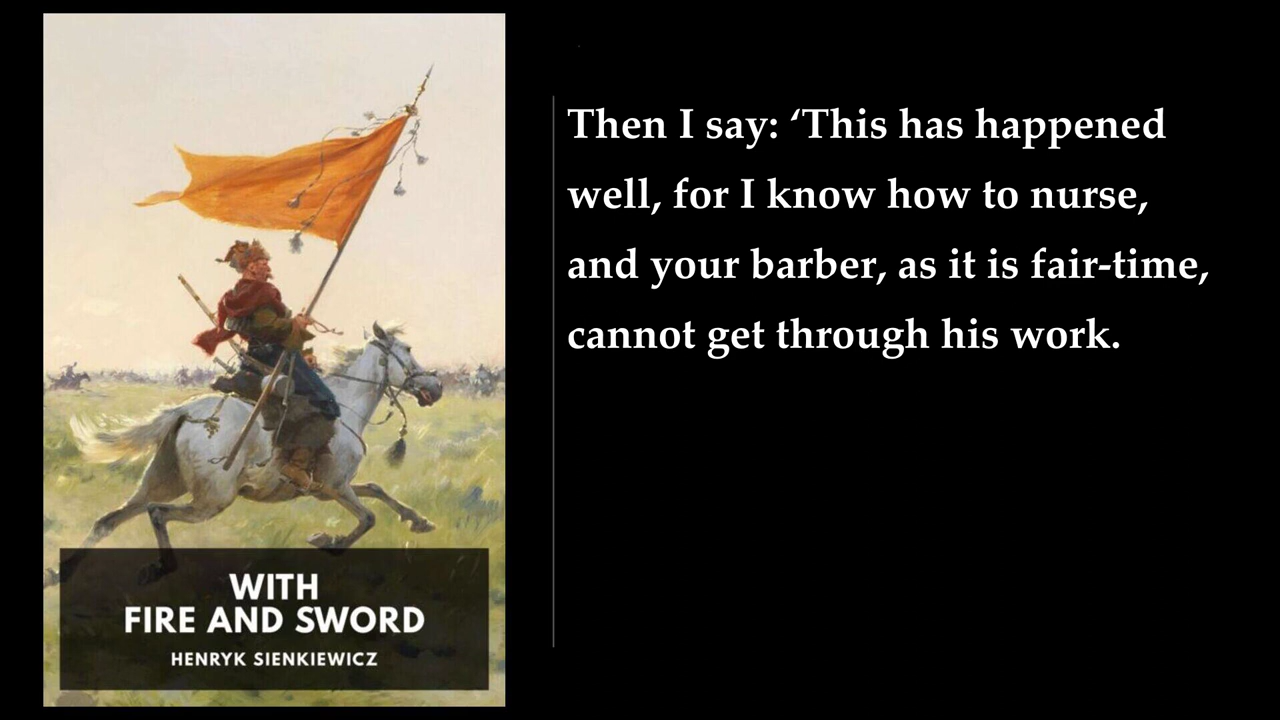 WITH
FIRE AND SWORD
HENRYK SIENKIEWICZ
Then I say: ‘This has happened
well, for I know how to nurse,
and your barber, as it is fair-time,
cannot get through his work.